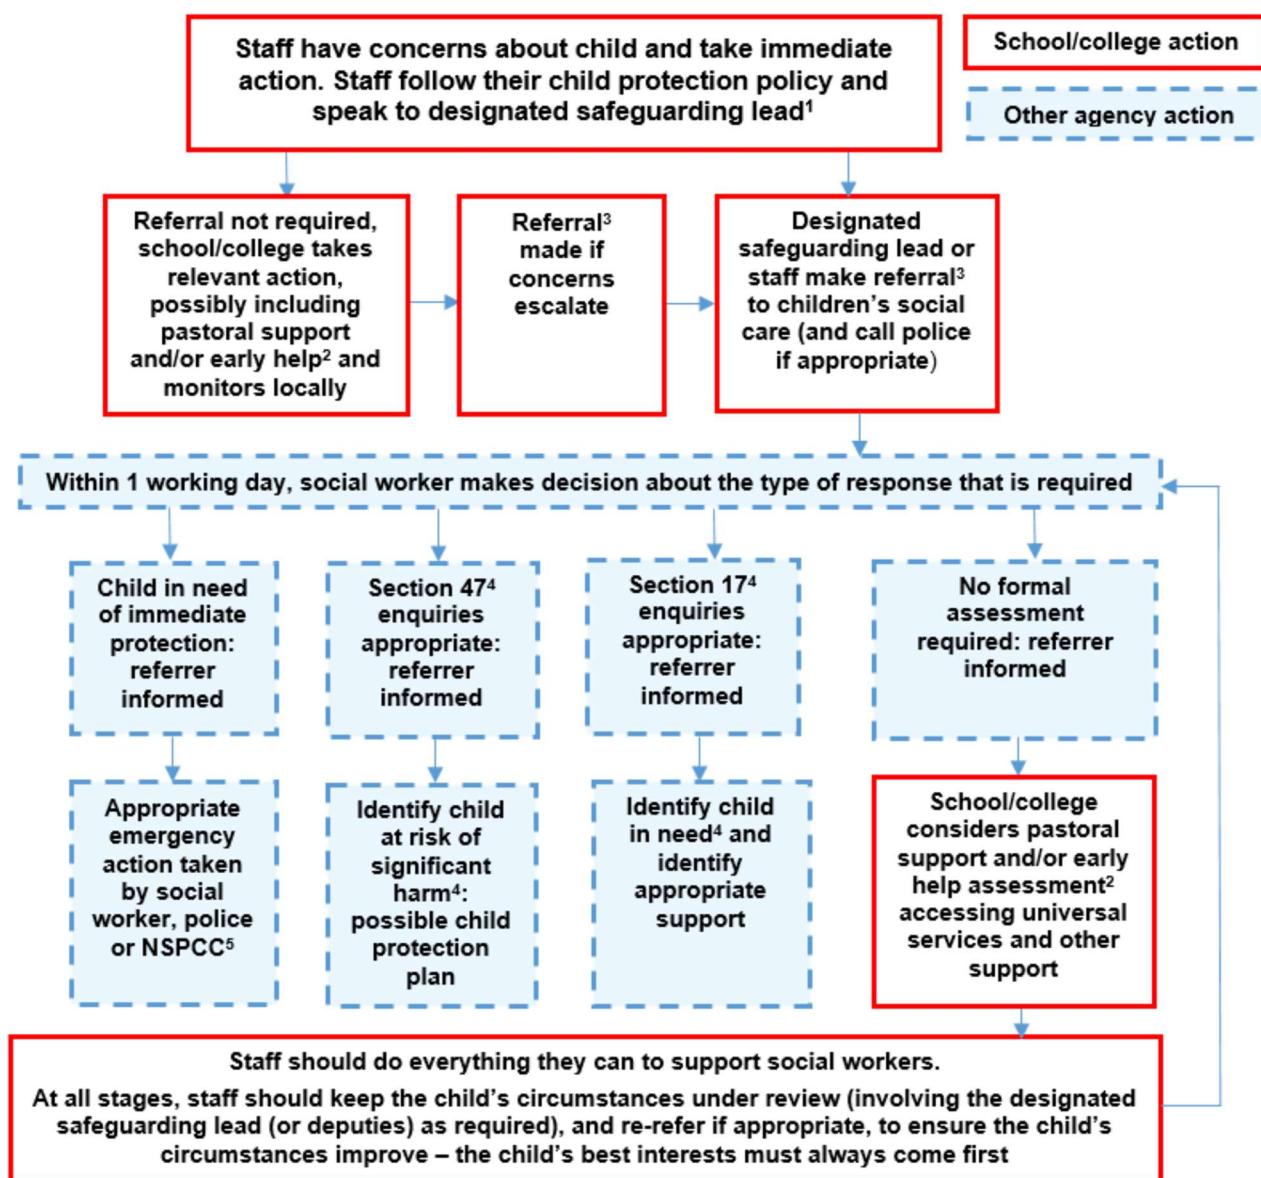 Staff have concerns about child and take immediate
action. Staff follow their child protection policy and
speak to designated safeguarding lead¹
School/college action
Other agency action
Referral not required,
school/college takes
relevant action,
possibly including
pastoral support
and/or early help² and
monitors locally
Referral³
made if
concerns
escalate
Designated
safeguarding lead or
staff make referral³
to children’s social
care (and call police
if appropriate)
Within 1 working day, social worker makes decision about the type of response that is required
Child in need
of immediate
protection:
referrer
informed
Section 47⁴
enquiries
appropriate:
referrer
informed
Section 17⁴
enquiries
appropriate:
referrer
informed
No formal
assessment
required: referrer
informed
Appropriate
emergency
action taken
by social
worker, police
or NSPCC⁵
Identify child
at risk of
significant
harm⁴:
possible child
protection
plan
Identify child
in need⁴ and
identify
appropriate
support
School/college
considers pastoral
support and/or early
help assessment²
accessing universal
services and other
support
Staff should do everything they can to support social workers.
At all stages, staff should keep the child’s circumstances under review (involving the designated
safeguarding lead (or deputies) as required), and re-refer if appropriate, to ensure the child’s
circumstances improve – the child’s best interests must always come first